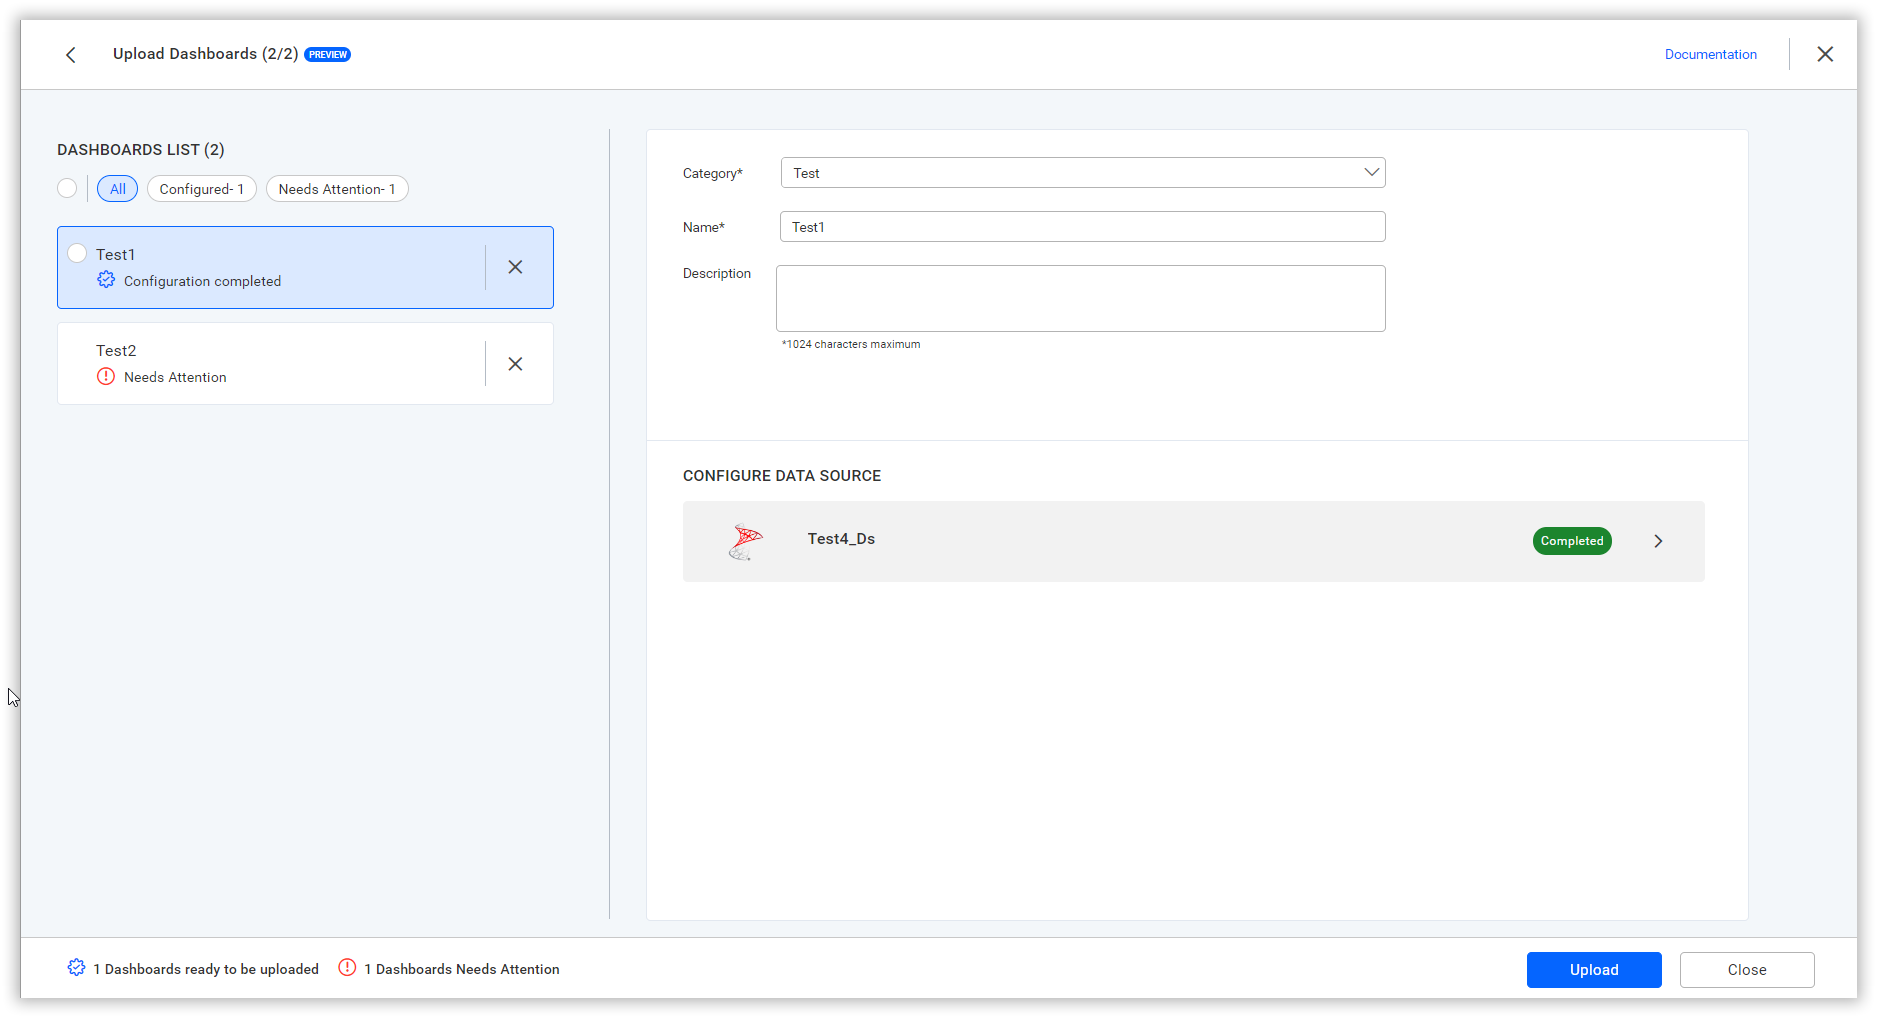 Upload Dashboards (2/2) PREVIEW
Documentation
DASHBOARDS LIST (2)
All
Configured- 1
Needs Attention- 1
Test1
Configuration completed
Test2
Needs Attention
Category*
Test
Name*
Test1
Description
*1024 characters maximum
CONFIGURE DATA SOURCE
Test4_Ds
Completed
1 Dashboards ready to be uploaded
1 Dashboards Needs Attention
Upload
Close